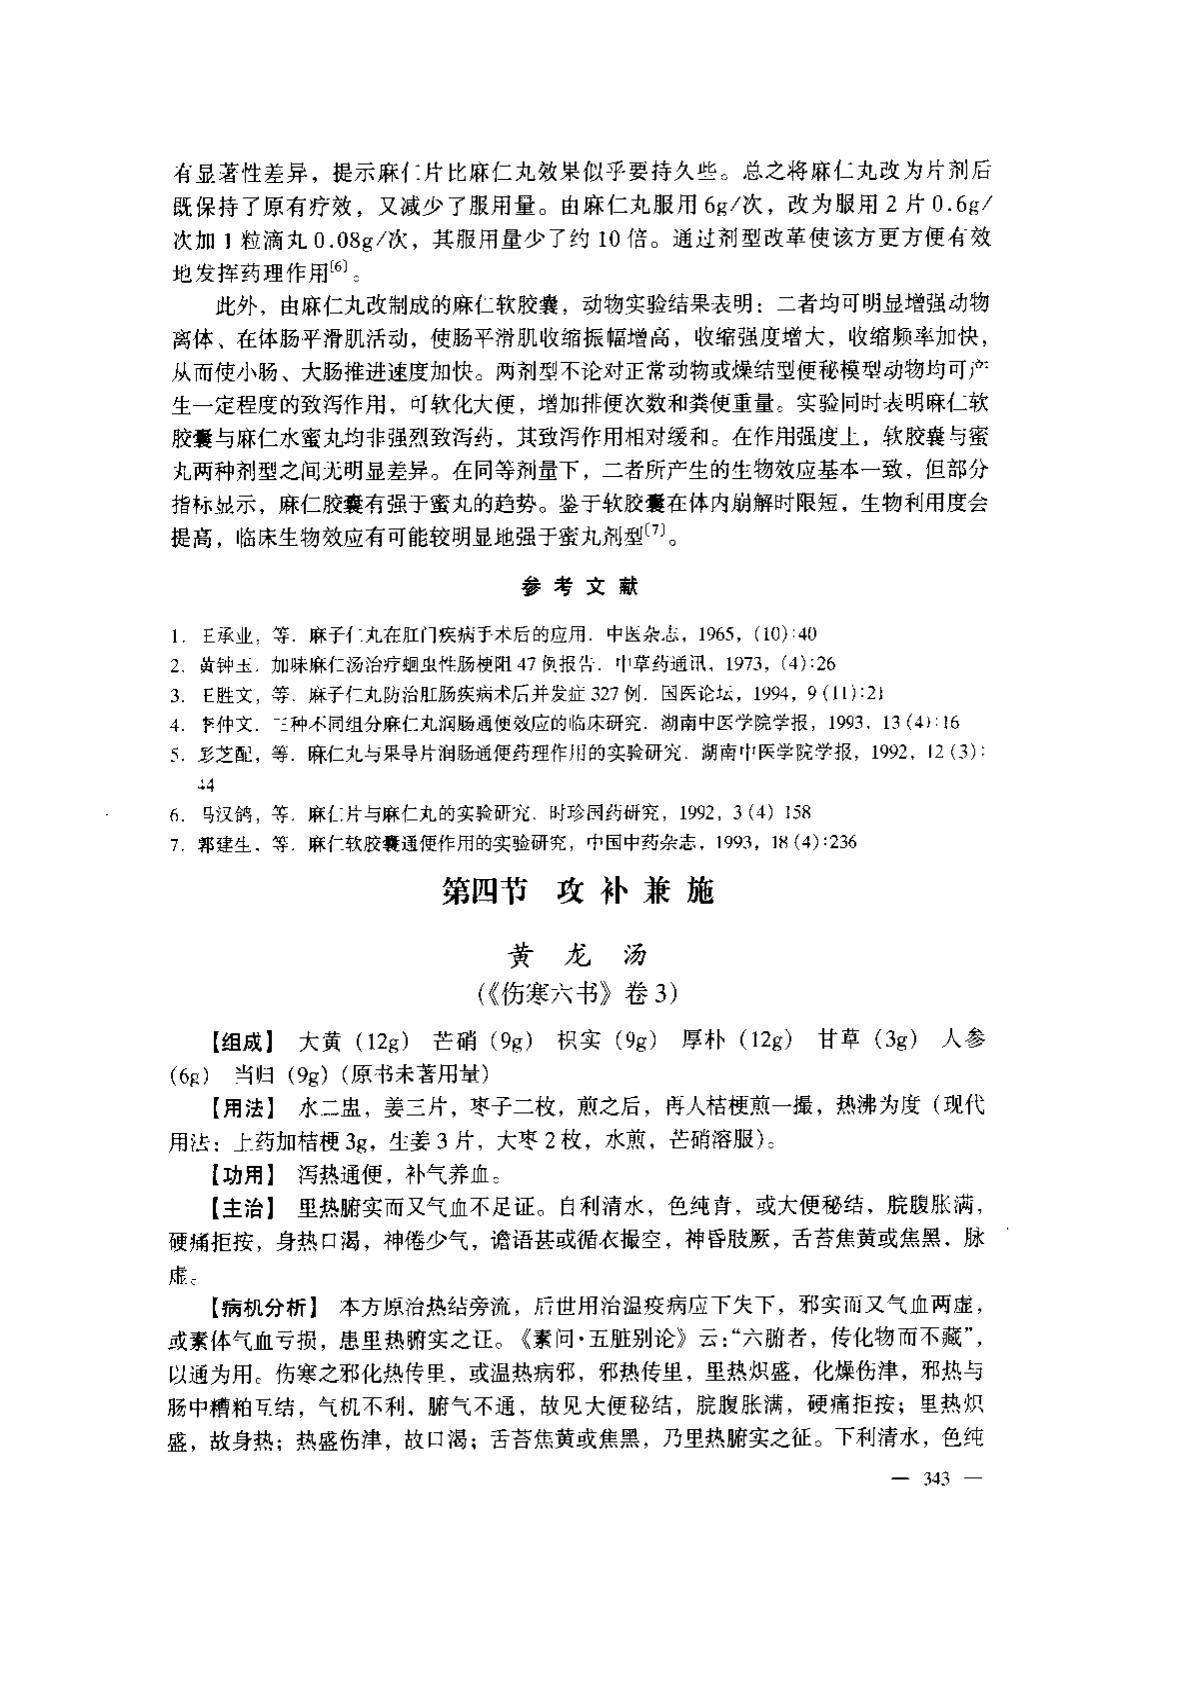 有显著性差异，提示麻仁片比麻仁丸效果似乎要持久些。总之将麻仁丸改为片剂后
既保持了原有疗效，又减少了服用量。由麻仁丸服用 6g/次，改为服用 2 片 0.6g/
次加 1 粒滴丸 0.08g/次，其服用量少了约 10 倍。通过剂型改革使该方更方便有效
地发挥药理作用〔6〕。
此外，由麻仁丸改制成的麻仁软胶囊，动物实验结果表明：二者均可明显增强动物
离体、在体肠平滑肌活动，使肠平滑肌收缩振幅增高，收缩强度增大，收缩频率加快，
从而使小肠、大肠推进速度加快。两剂型不论对正常动物或燥结型便秘模型动物均可产
生一定程度的致泻作用，可软化大便，增加排便次数和粪便重量。实验同时表明麻仁软
胶囊与麻仁水蜜丸均非强烈致泻药，其致泻作用相对缓和。在作用强度上，软胶囊与蜜
丸两种剂型之间无明显差异。在同等剂量下，二者所产生的生物效应基本一致，但部分
指标显示，麻仁胶囊有强于蜜丸的趋势。鉴于软胶囊在体内崩解时限短，生物利用度会
提高，临床生物效应有可能较明显地强于蜜丸剂型〔7〕。
参 考 文 献
1. 王承业，等. 麻子仁丸在肛门疾病手术后的应用. 中医杂志，1965，(10):40
2. 黄钟玉. 加味麻仁汤治疗蛔虫性肠梗阻 47 例报告. 中草药通讯，1973，(4):26
3. 王胜文，等. 麻子仁丸防治肛肠疾病术后并发症 327 例. 国医论坛，1994，9 (11):21
4. 李仲文. 三种不同组分麻仁丸润肠通便效应的临床研究. 湖南中医学院学报，1993，13 (4):16
5. 彭芝配，等. 麻仁丸与果导片润肠通便药理作用的实验研究. 湖南中医学院学报，1992，12 (3):
44
6. 马汉鸽，等. 麻仁片与麻仁丸的实验研究. 时珍国药研究，1992，3 (4) 158
7. 郭建生，等. 麻仁软胶囊通便作用的实验研究，中国中药杂志，1993，18 (4):236
第四节 攻 补 兼 施
黄 龙 汤
(《伤寒六书》卷 3)
【组成】 大黄（12g） 芒硝（9g） 枳实（9g） 厚朴（12g） 甘草（3g） 人参
（6g） 当归（9g）（原书未著用量）
【用法】 水二盅，姜三片，枣子二枚，煎之后，再入桔梗煎一撮，热沸为度（现代
用法：上药加桔梗 3g，生姜 3 片，大枣 2 枚，水煎，芒硝溶服）。
【功用】 泻热通便，补气养血。
【主治】 里热腑实而又气血不足证。自利清水，色纯青，或大便秘结，脘腹胀满，
硬痛拒按，身热口渴，神倦少气，谵语甚或循衣撮空，神昏肢厥，舌苔焦黄或焦黑，脉
虚。
【病机分析】 本方原治热结旁流，后世用治温疫病应下失下，邪实而又气血两虚，
或素体气血亏损，患里热腑实之证。《素问·五脏别论》云：“六腑者，传化物而不藏”，
以通为用。伤寒之邪化热传里，或温热病邪，邪热传里，里热炽盛，化燥伤津，邪热与
肠中糟粕互结，气机不利，腑气不通，故见大便秘结，脘腹胀满，硬痛拒按；里热炽
盛，故身热；热盛伤津，故口渴；舌苔焦黄或焦黑，乃里热腑实之征。下利清水，色纯
— 343 —